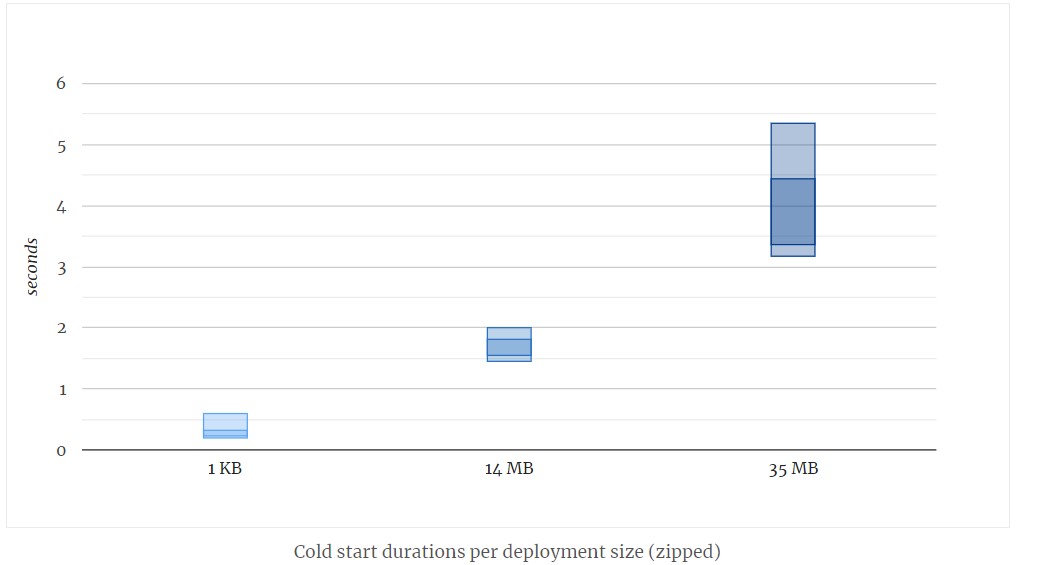 6
5
4
3
2
1
0
seconds
1 KB
14 MB
35 MB
Cold start durations per deployment size (zipped)